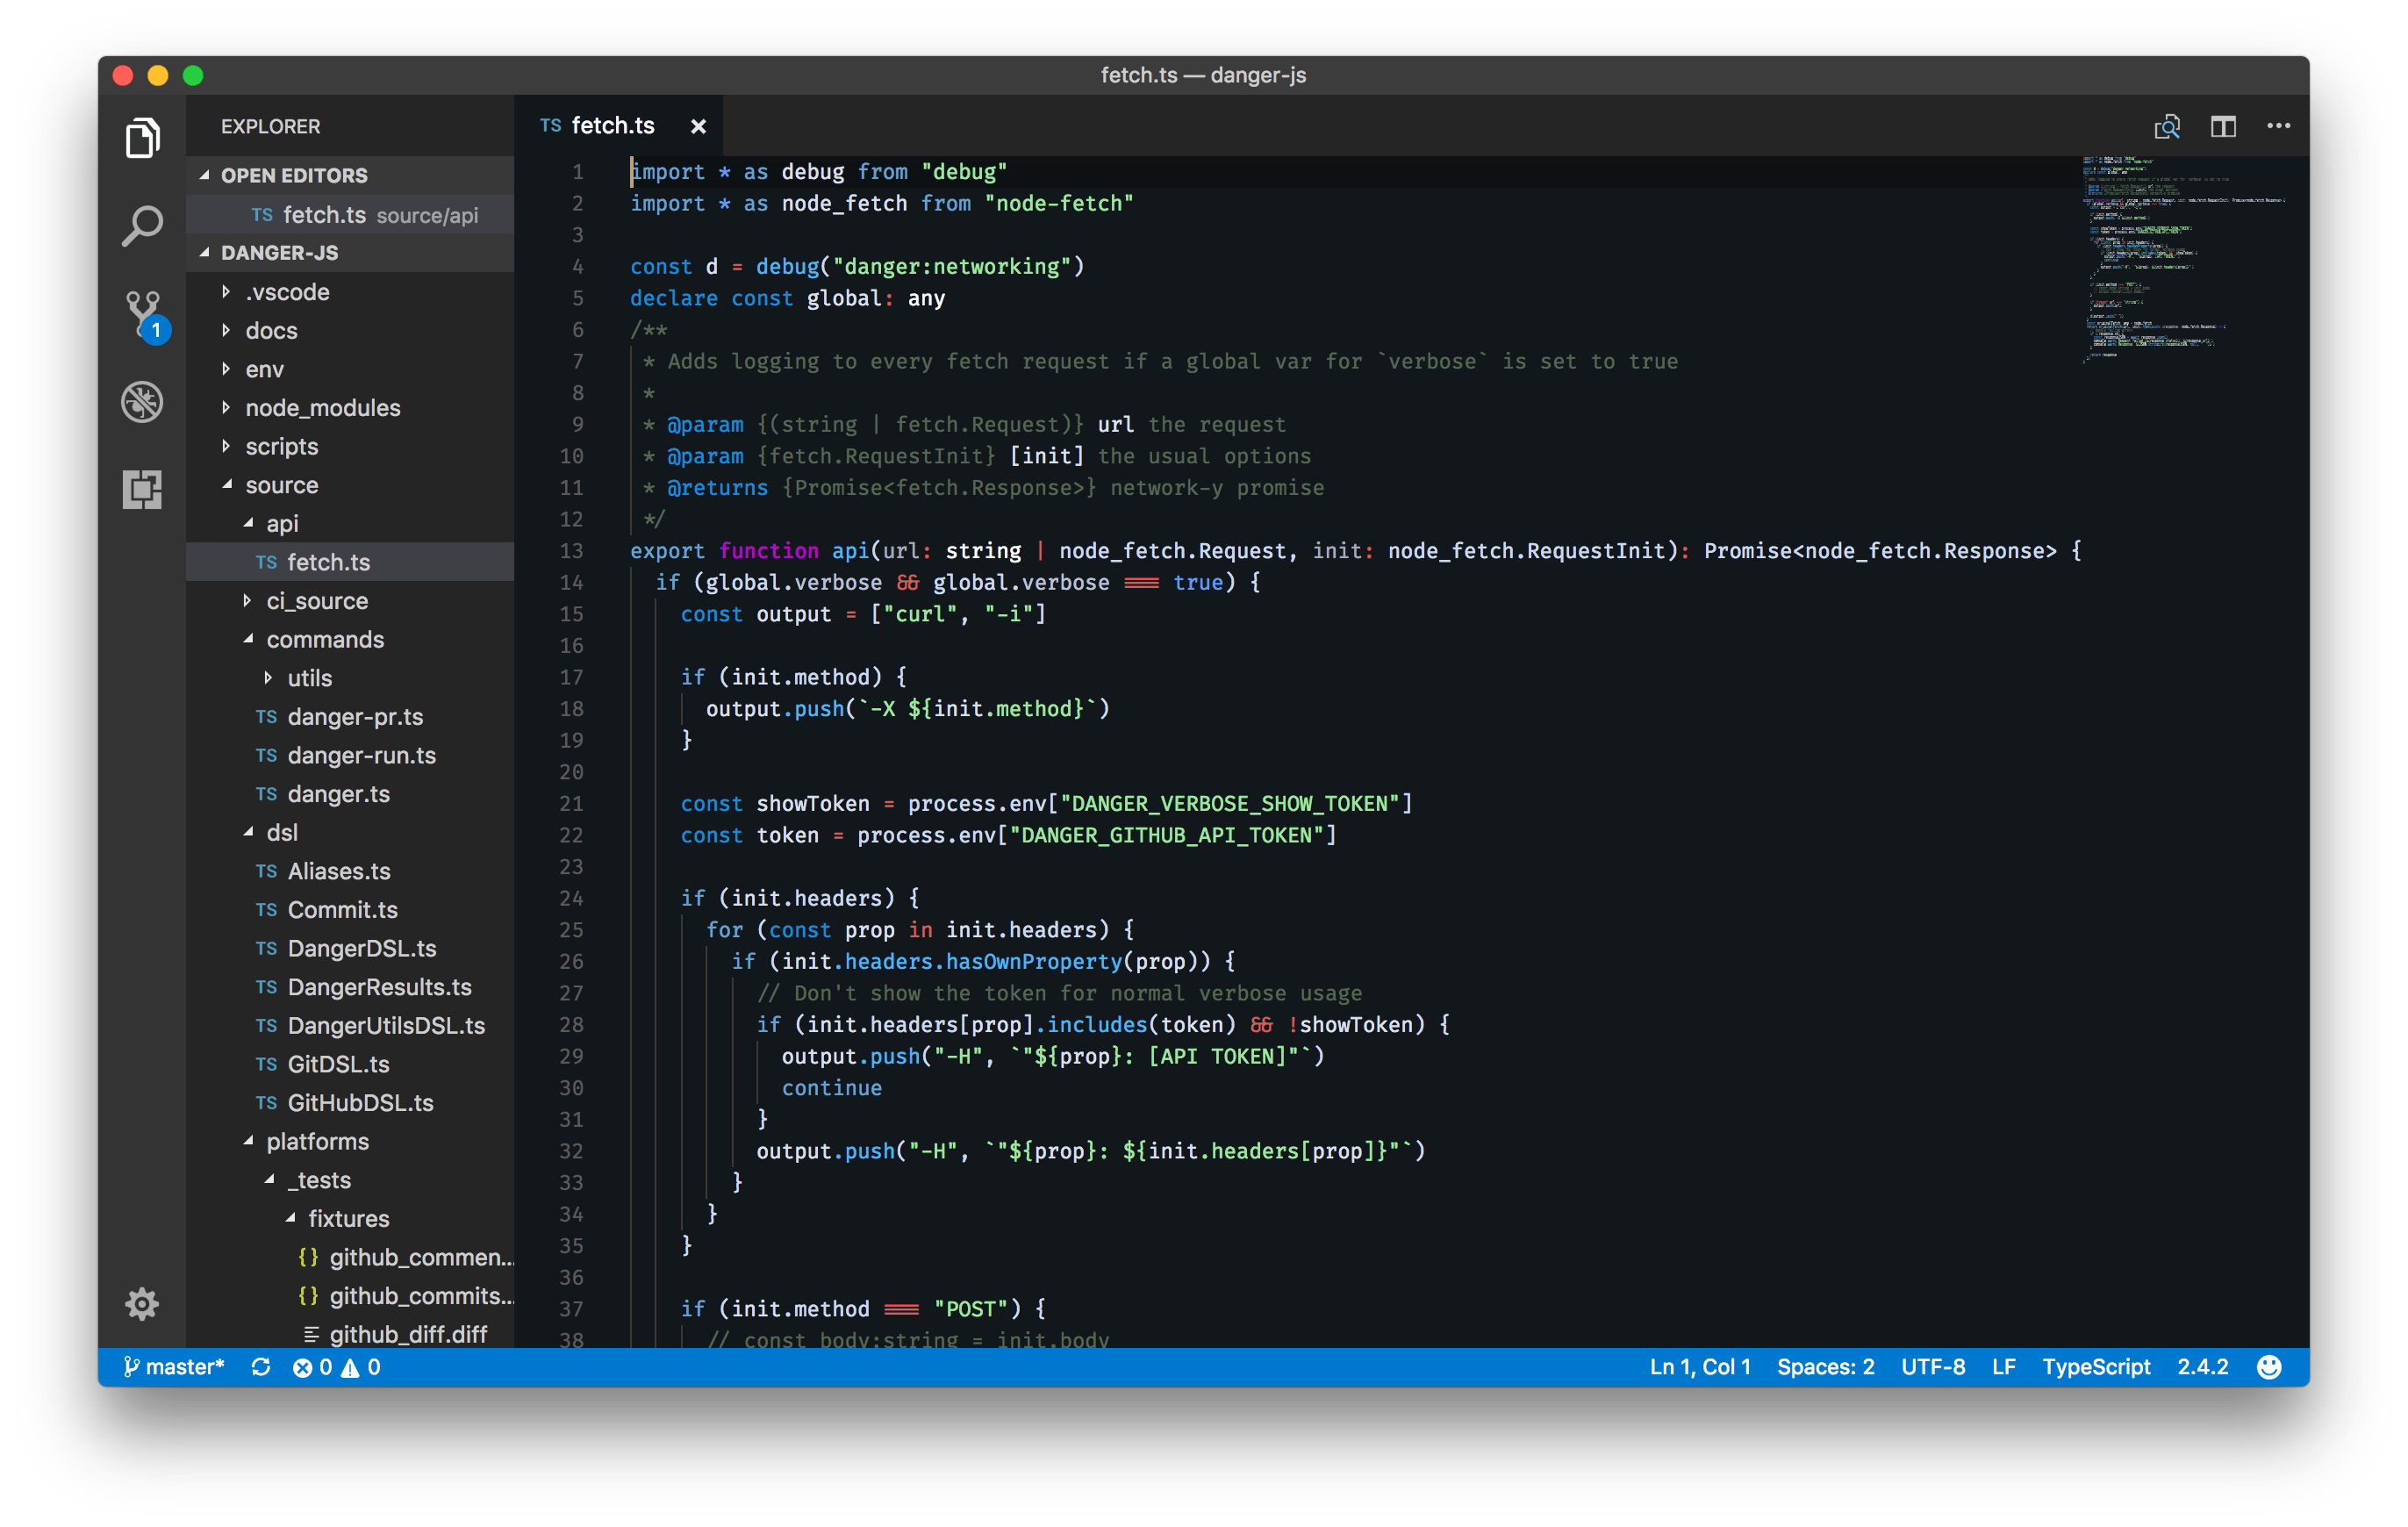 fetch.ts — danger-js
EXPLORER
OPEN EDITORS
TS fetch.ts source/api
DANGER-JS
.vscode
docs
env
node_modules
scripts
source
api
TS fetch.ts
ci_source
commands
utils
TS danger-pr.ts
TS danger-run.ts
TS danger.ts
dsl
TS Aliases.ts
TS Commit.ts
TS DangerDSL.ts
TS DangerResults.ts
TS DangerUtilsDSL.ts
TS GitDSL.ts
TS GitHubDSL.ts
platforms
_tests
fixtures
{} github_commen...
{} github_commits...
github_diff.diff
1
TS fetch.ts ×
1 import * as debug from "debug"
2 import * as node_fetch from "node-fetch"
3
4 const d = debug("danger:networking")
5 declare const global: any
6 /**
7 * Adds logging to every fetch request if a global var for `verbose` is set to true
8 *
9 * @param {(string | fetch.Request)} url the request
10 * @param {fetch.RequestInit} [init] the usual options
11 * @returns {Promise<fetch.Response>} network-y promise
12 */
13 export function api(url: string | node_fetch.Request, init: node_fetch.RequestInit): Promise<node_fetch.Response> {
14 if (global.verbose && global.verbose === true) {
15 const output = ["curl", "-i"]
16
17 if (init.method) {
18 output.push(`-X ${init.method}`)
19 }
20
21 const showToken = process.env["DANGER_VERBOSE_SHOW_TOKEN"]
22 const token = process.env["DANGER_GITHUB_API_TOKEN"]
23
24 if (init.headers) {
25 for (const prop in init.headers) {
26 if (init.headers.hasOwnProperty(prop)) {
27 // Don't show the token for normal verbose usage
28 if (init.headers[prop].includes(token) && !showToken) {
29 output.push("-H", `"${prop}: [API TOKEN]"`)
30 continue
31 }
32 output.push("-H", `"${prop}: ${init.headers[prop]}"`)
33 }
34 }
35 }
36
37 if (init.method === "POST") {
38 // const body:string = init.body
master* 0 0
Ln 1, Col 1 Spaces: 2 UTF-8 LF TypeScript 2.4.2